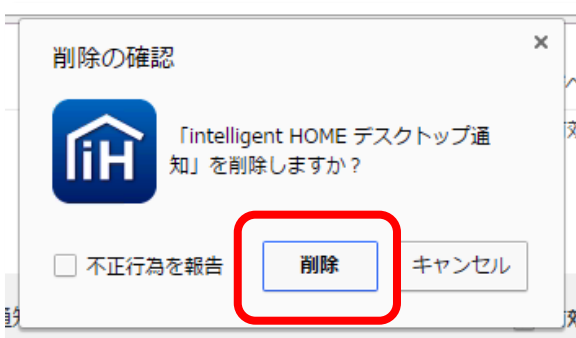 削除の確認
×
iH
「intelligent HOME デスクトップ通
知」を削除しますか？
不正行為を報告
削除
キャンセル